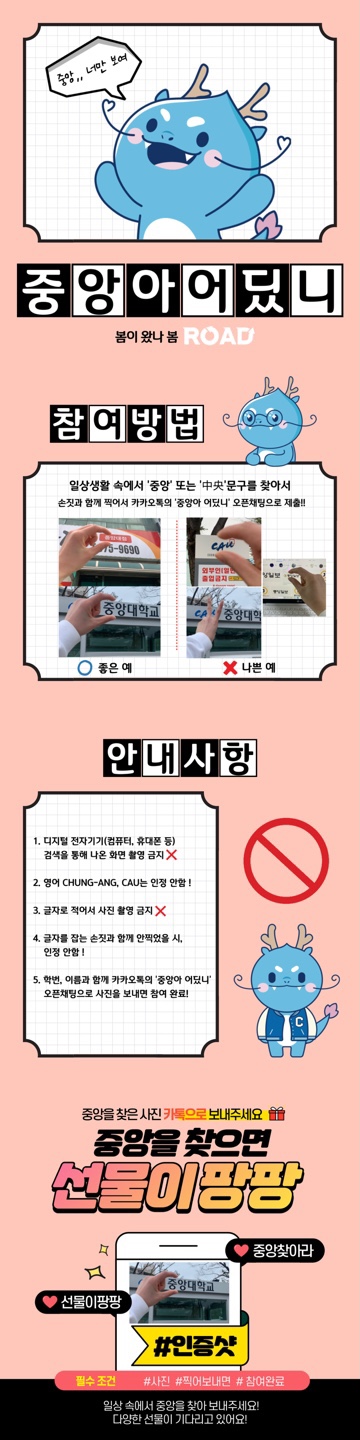 중앙,, 너만 보여
중앙아어딨니
봄이 왔나 봄 ROAD
참여방법
일상생활 속에서 '중앙' 또는 '中央'문구를 찾아서
손짓과 함께 찍어서 카카오톡의 '중앙아 어딨니' 오픈채팅으로 제출!!
중앙대점
75-9690
중앙대학교
CAU
외부인(일반
출입금지
CAU 중앙대학교
좋은 예
나쁜 예
안내사항
1. 디지털 전자기기(컴퓨터, 휴대폰 등)
검색을 통해 나온 화면 촬영 금지❌
2. 영어 CHUNG-ANG, CAU는 인정 안함 !
3. 글자로 적어서 사진 촬영 금지❌
4. 글자를 잡는 손짓과 함께 안찍었을 시,
인정 안함 !
5. 학번, 이름과 함께 카카오톡의 '중앙아 어딨니'
오픈채팅으로 사진을 보내면 참여 완료!
C
중앙을 찾은 사진 카톡으로 보내주세요 🎁
중앙을 찾으면
선물이 팡팡
중앙찾아라
중앙대학교
선물이팡팡
#인증샷
필수 조건 #사진 #찍어보내면 # 참여완료
일상 속에서 중앙을 찾아 보내주세요!
다양한 선물이 기다리고 있어요!